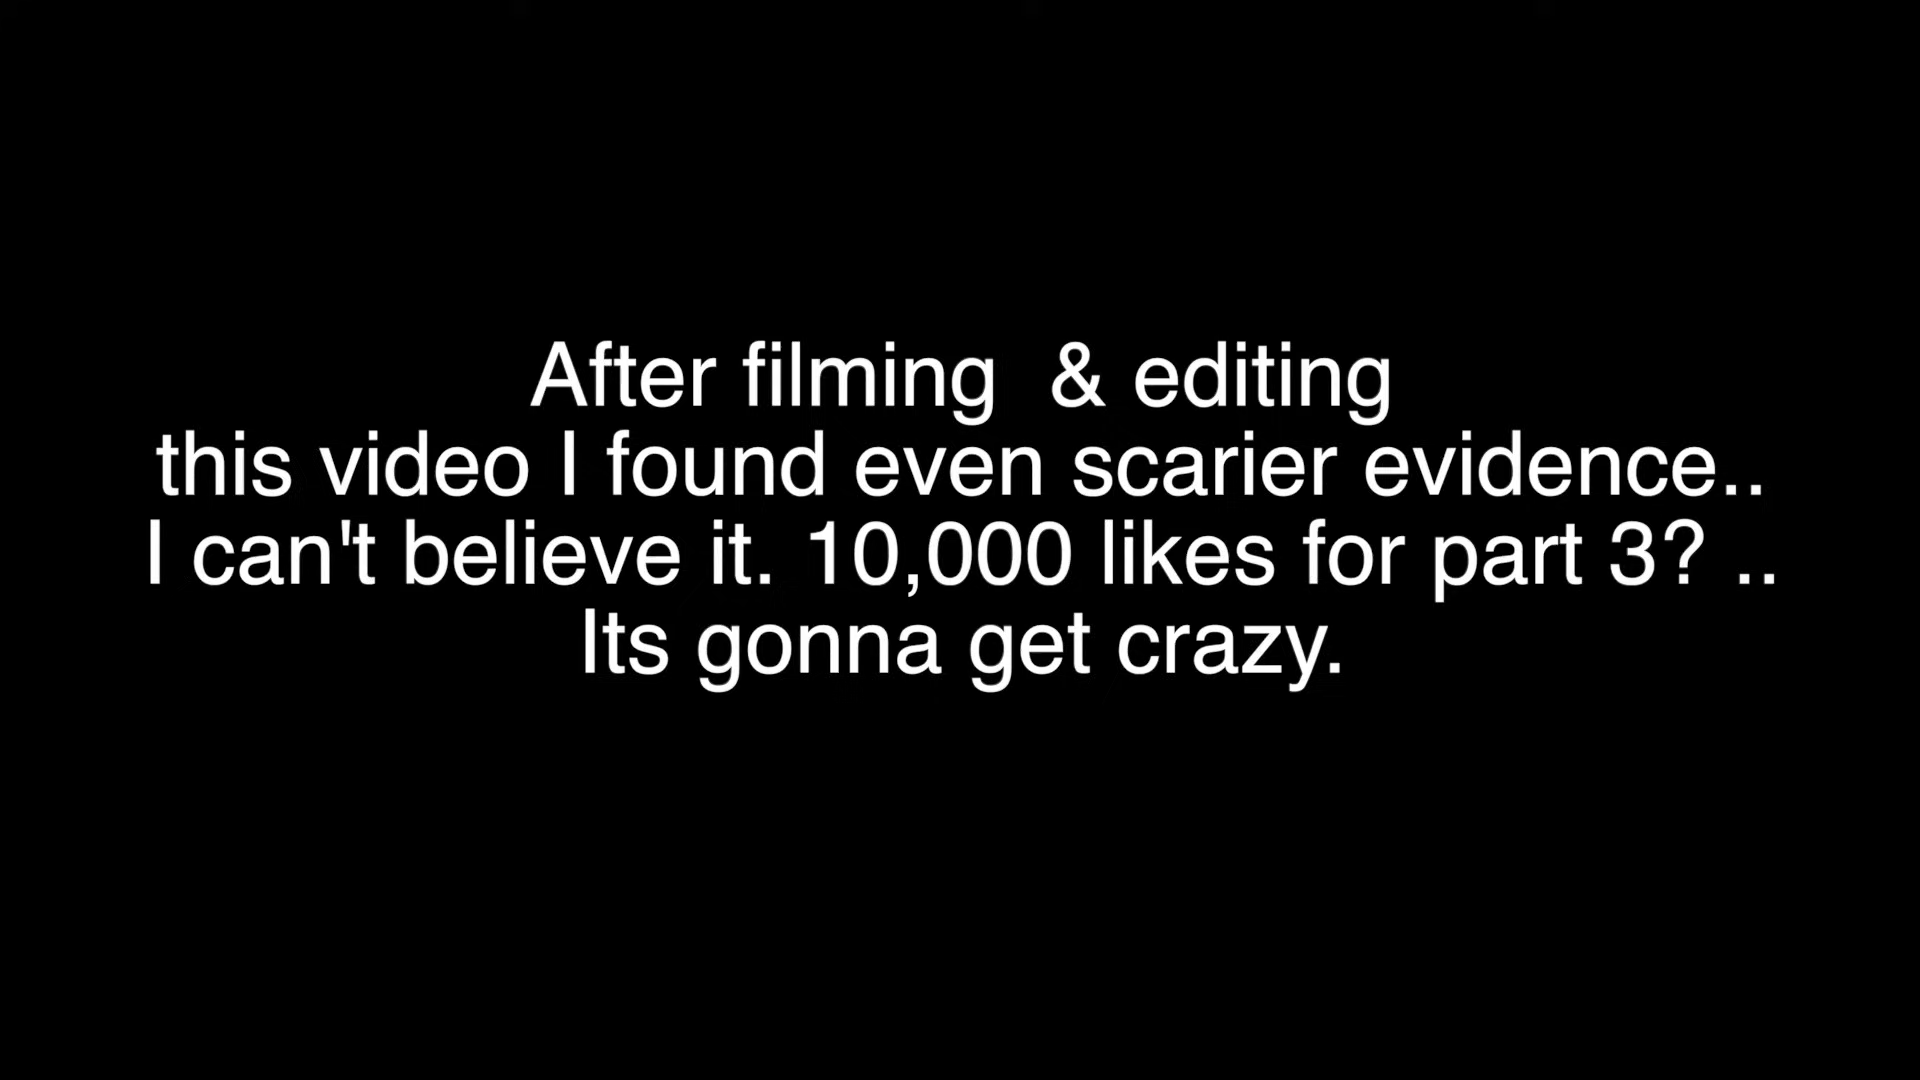 After filming  & editing
this video I found even scarier evidence..
I can't believe it. 10,000 likes for part 3? ..
Its gonna get crazy.